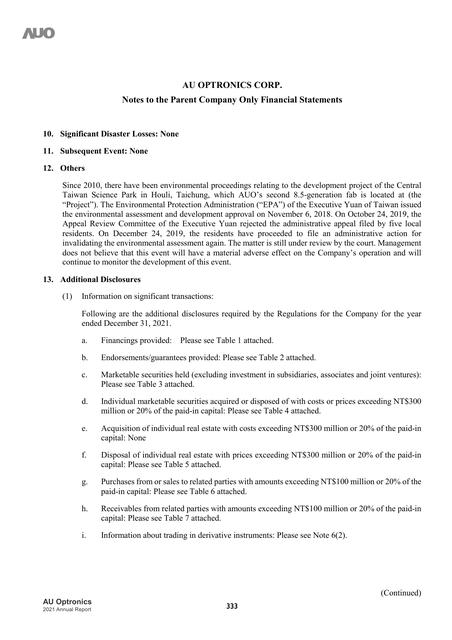 AUO
AU OPTRONICS CORP.
Notes to the Parent Company Only Financial Statements
10. Significant Disaster Losses: None
11. Subsequent Event: None
12. Others
Since 2010, there have been environmental proceedings relating to the development project of the Central
Taiwan Science Park in Houli, Taichung, which AUO's second 8.5-generation fab is located at (the
“Project”). The Environmental Protection Administration (“EPA”) of the Executive Yuan of Taiwan issued
the environmental assessment and development approval on November 6, 2018. On October 24, 2019, the
Appeal Review Committee of the Executive Yuan rejected the administrative appeal filed by five local
residents. On December 24, 2019, the residents have proceeded to file an administrative action for
invalidating the environmental assessment again. The matter is still under review by the court. Management
does not believe that this event will have a material adverse effect on the Company's operation and will
continue to monitor the development of this event.
13. Additional Disclosures
(1) Information on significant transactions:
Following are the additional disclosures required by the Regulations for the Company for the year
ended December 31, 2021.
a. Financings provided: Please see Table 1 attached.
b. Endorsements/guarantees provided: Please see Table 2 attached.
c. Marketable securities held (excluding investment in subsidiaries, associates and joint ventures):
Please see Table 3 attached.
d. Individual marketable securities acquired or disposed of with costs or prices exceeding NT$300
million or 20% of the paid-in capital: Please see Table 4 attached.
e. Acquisition of individual real estate with costs exceeding NT$300 million or 20% of the paid-in
capital: None
f. Disposal of individual real estate with prices exceeding NT$300 million or 20% of the paid-in
capital: Please see Table 5 attached.
g. Purchases from or sales to related parties with amounts exceeding NT$100 million or 20% of the
paid-in capital: Please see Table 6 attached.
h. Receivables from related parties with amounts exceeding NT$100 million or 20% of the paid-in
capital: Please see Table 7 attached.
i. Information about trading in derivative instruments: Please see Note 6(2).
(Continued)
AU Optronics
2021 Annual Report
333